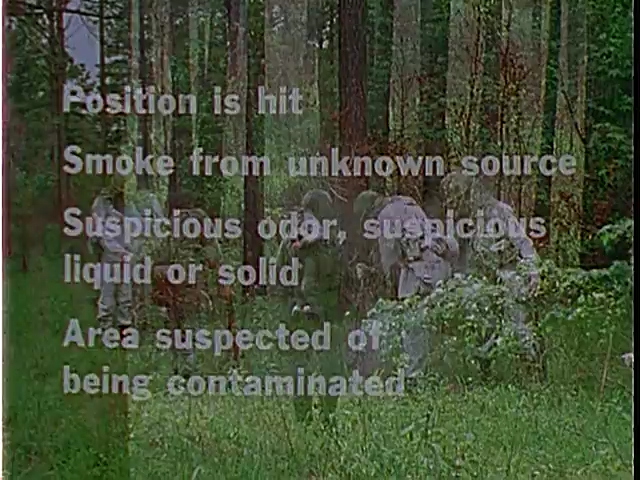 Position is hit
Smoke from unknown source
Suspicious odor, suspicious
liquid or solid
Area suspected of
being contaminated